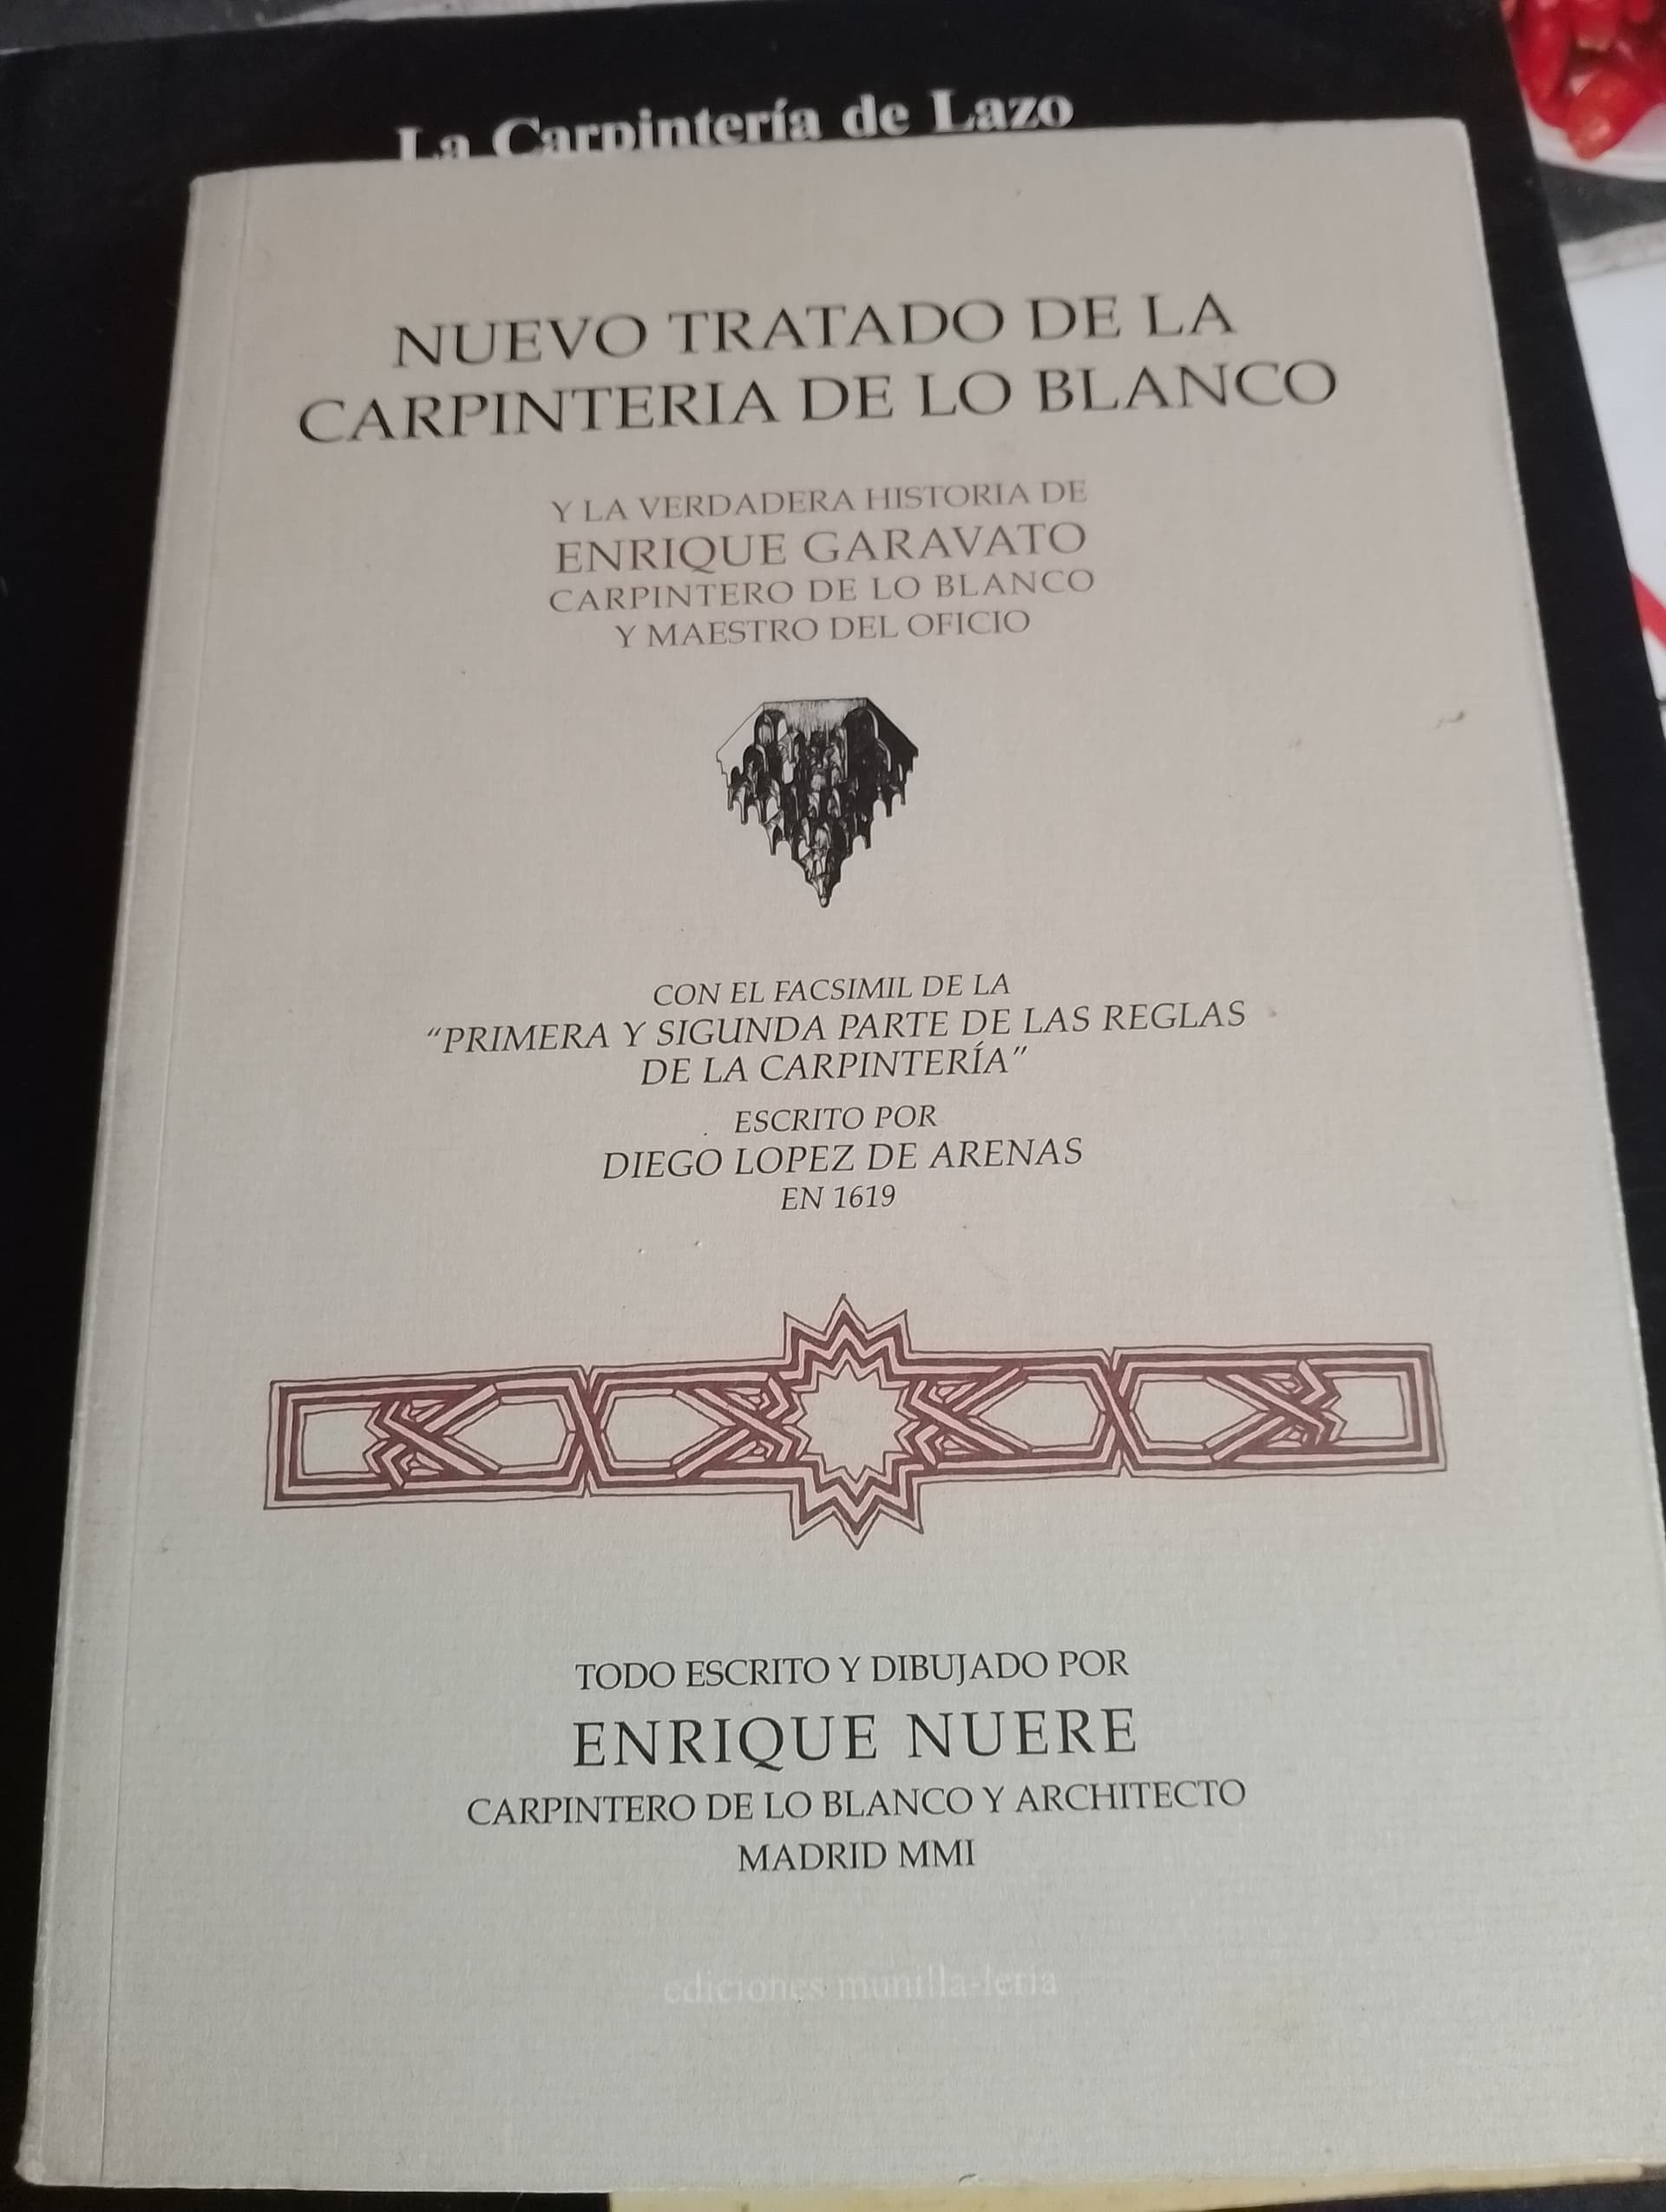 La Carpintería de Lazo
NUEVO TRATADO DE LA
CARPINTERIA DE LO BLANCO
Y LA VERDADERA HISTORIA DE
ENRIQUE GARAVATO
CARPINTERO DE LO BLANCO
Y MAESTRO DEL OFICIO
CON EL FACSIMIL DE LA
“PRIMERA Y SIGUNDA PARTE DE LAS REGLAS
DE LA CARPINTERÍA”
ESCRITO POR
DIEGO LOPEZ DE ARENAS
EN 1619
TODO ESCRITO Y DIBUJADO POR
ENRIQUE NUERE
CARPINTERO DE LO BLANCO Y ARCHITECTO
MADRID MMI
ediciones munilla-lería